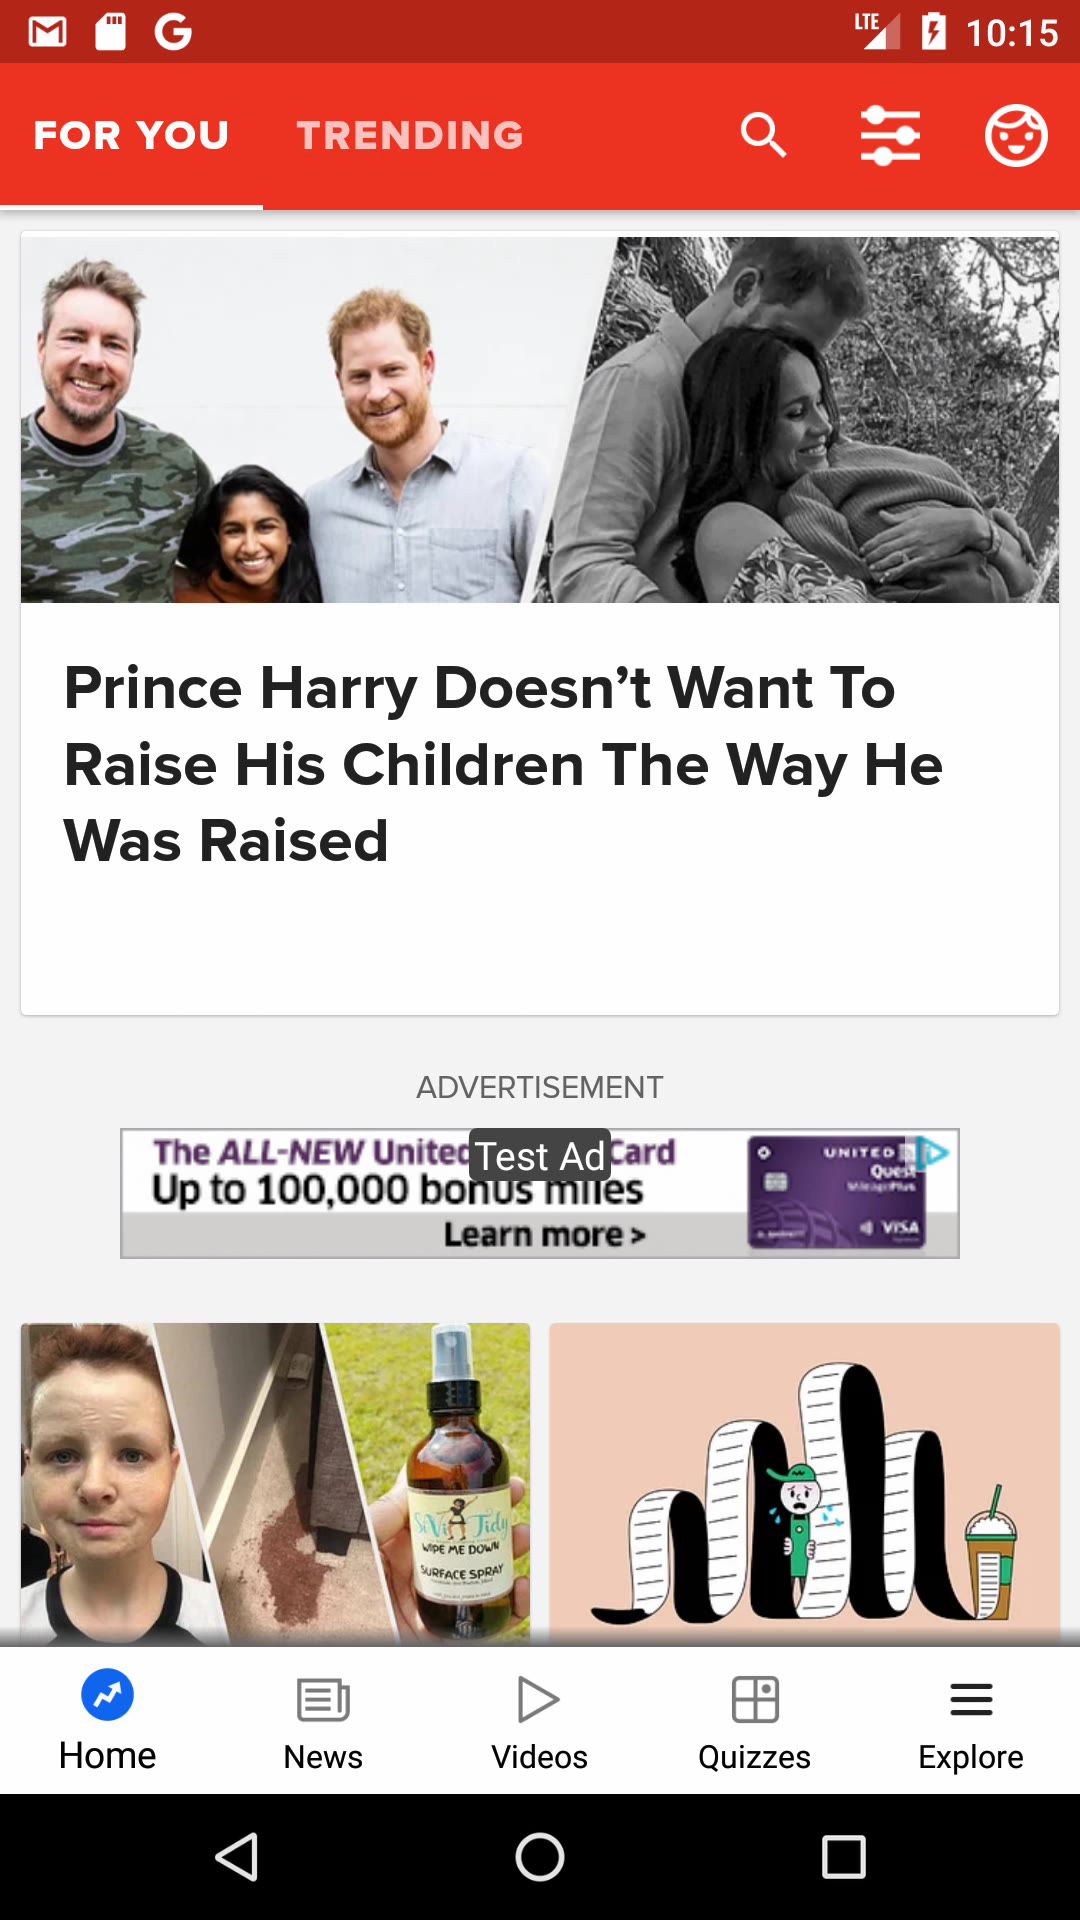 LTE
10:15
FOR YOU
TRENDING
Prince Harry Doesn’t Want To
Raise His Children The Way He
Was Raised
ADVERTISEMENT
The ALL-NEW United Card
Test Ad
Up to 100,000 bonus miles
Learn more >
UNITED
Quest
MileagePlus
VISA
Tidy
WIPE ME DOWN
SURFACE SPRAY
Home
News
Videos
Quizzes
Explore